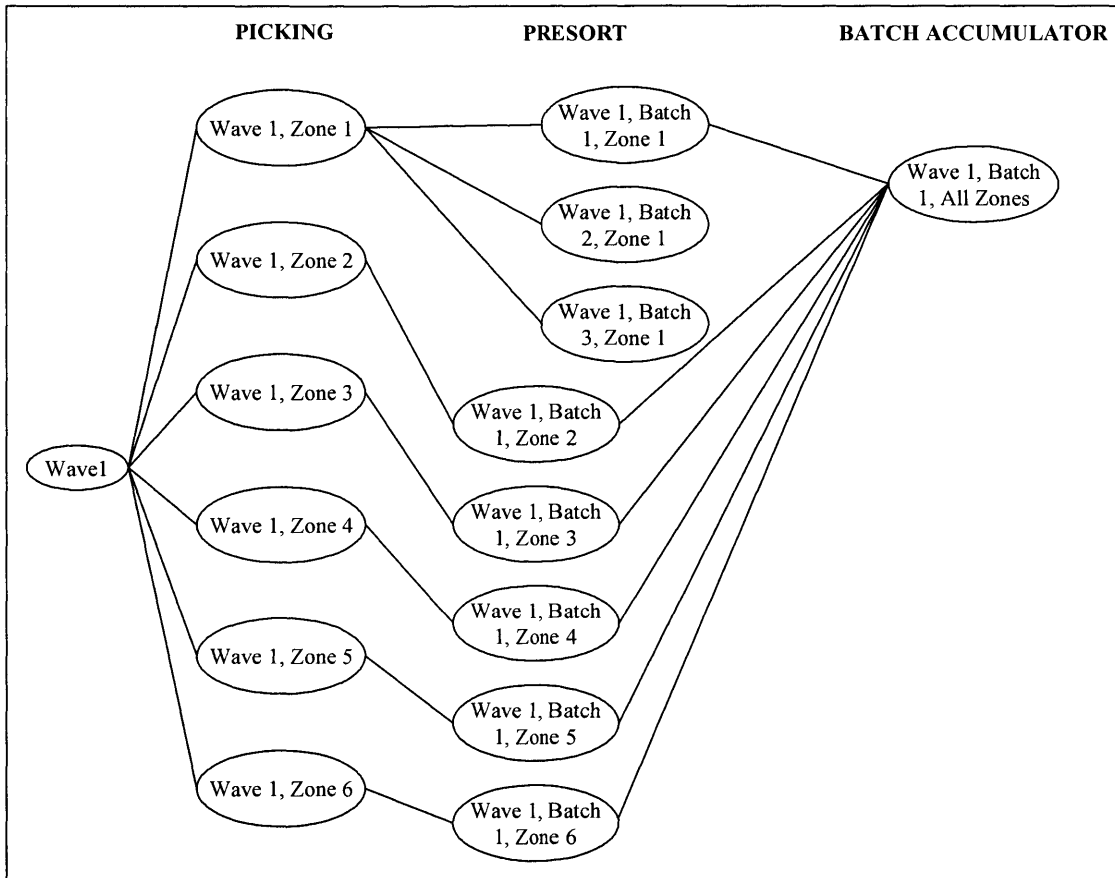 PICKING
PRESORT
BATCH ACCUMULATOR
Wave1
Wave 1, Zone 1
Wave 1, Zone 2
Wave 1, Zone 3
Wave 1, Zone 4
Wave 1, Zone 5
Wave 1, Zone 6
Wave 1, Batch
1, Zone 1
Wave 1, Batch
2, Zone 1
Wave 1, Batch
3, Zone 1
Wave 1, Batch
1, Zone 2
Wave 1, Batch
1, Zone 3
Wave 1, Batch
1, Zone 4
Wave 1, Batch
1, Zone 5
Wave 1, Batch
1, Zone 6
Wave 1, Batch
1, All Zones